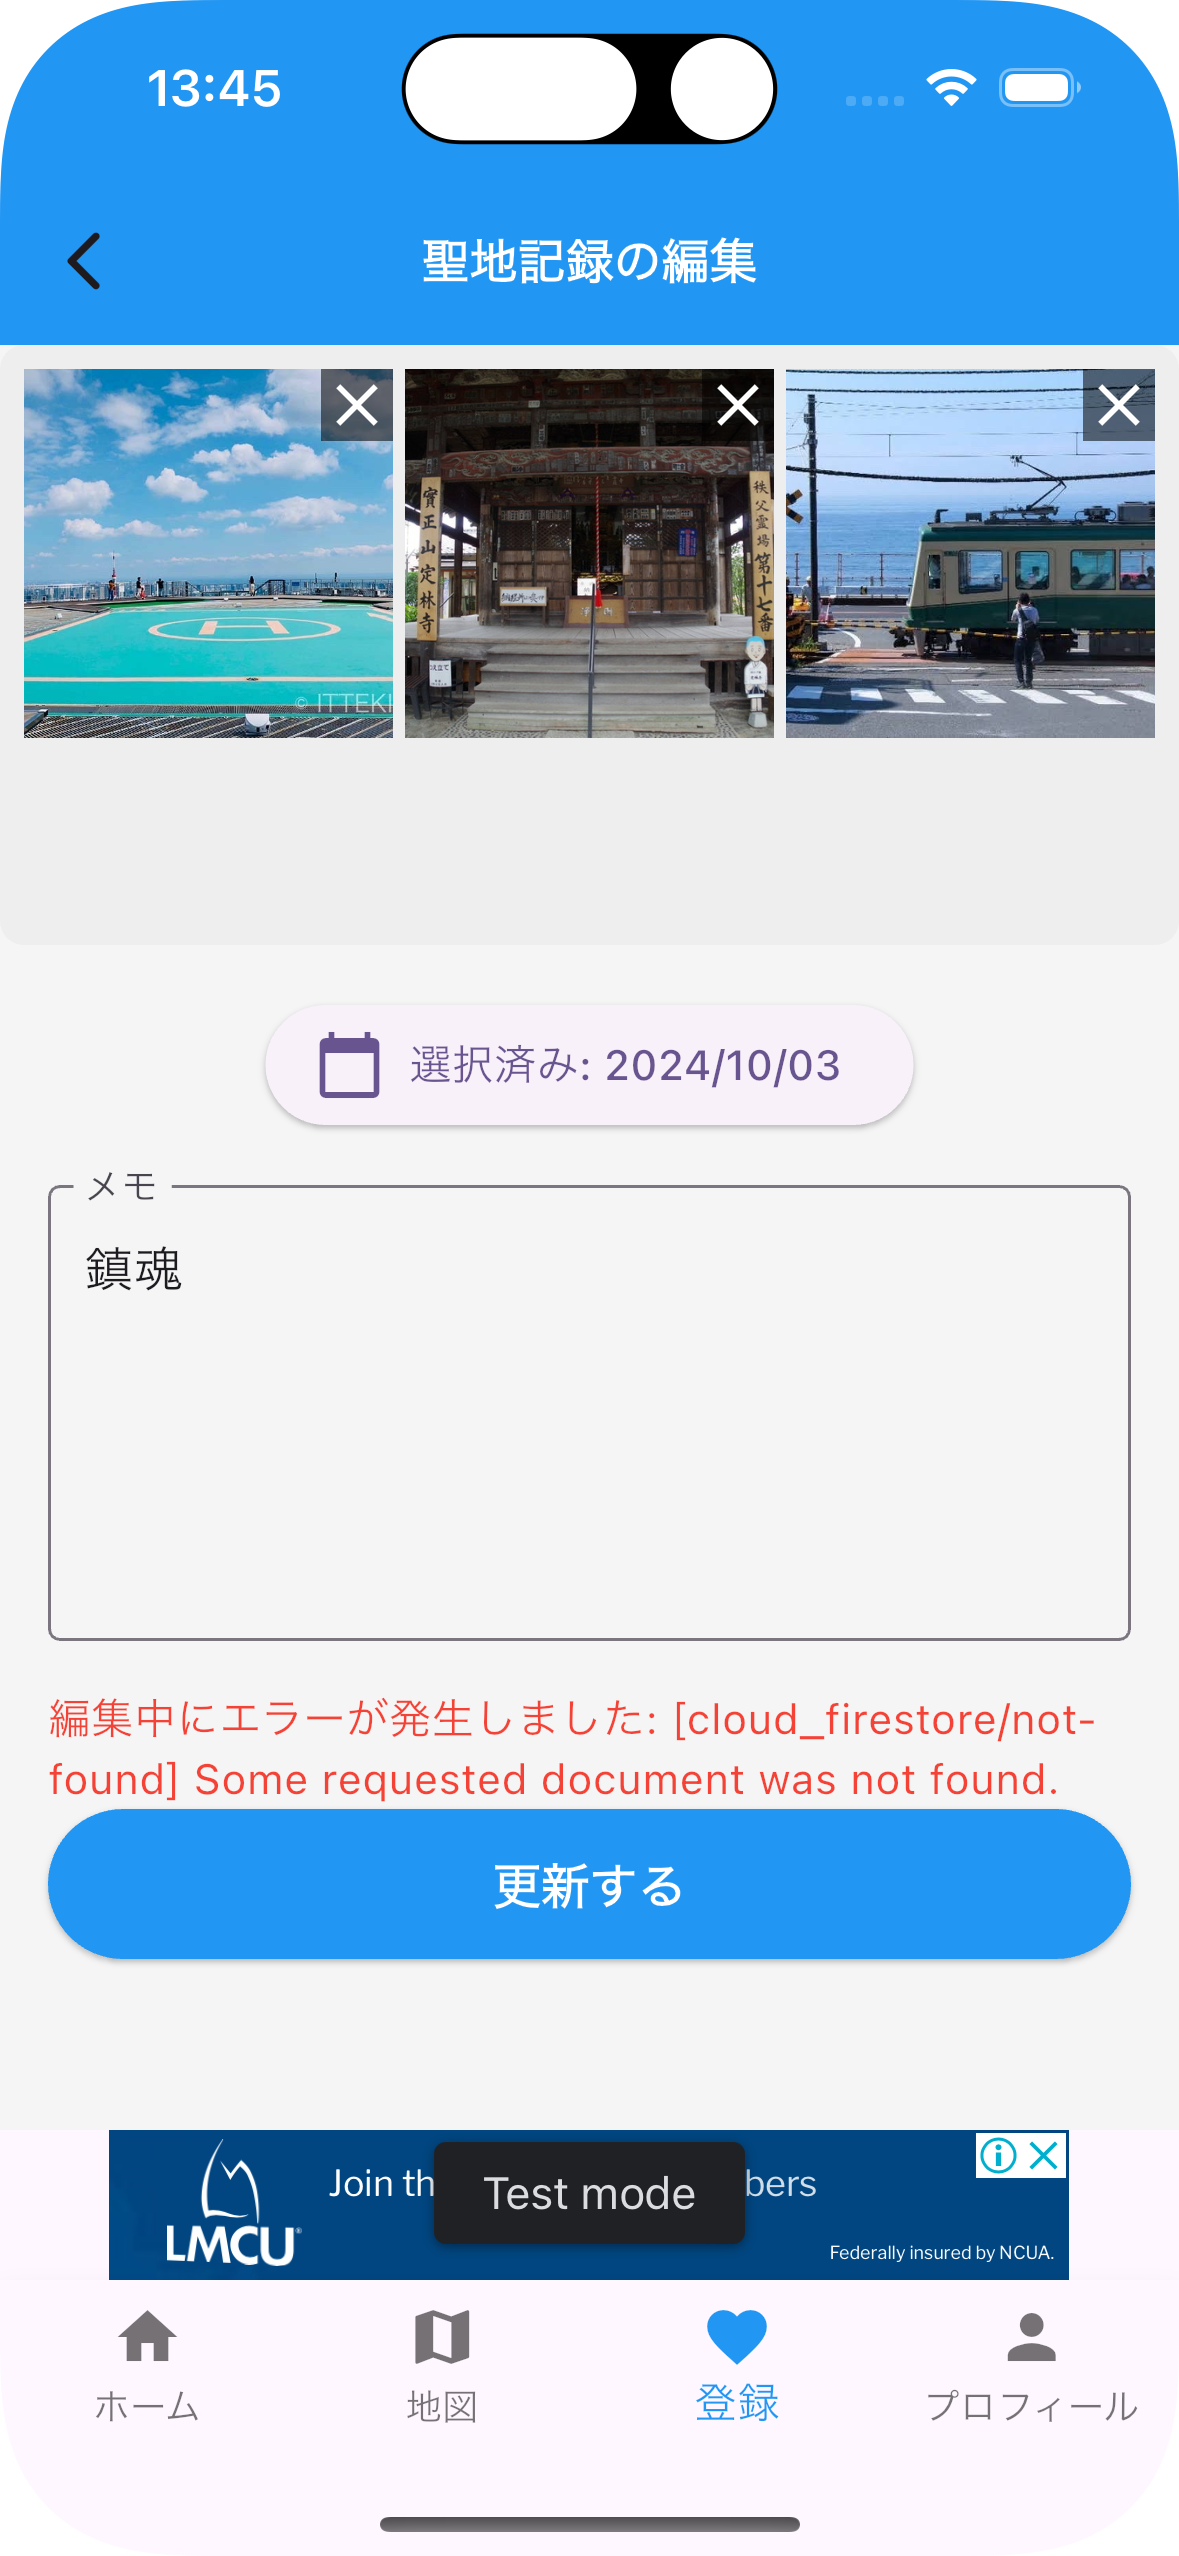 13:45
聖地記録の編集
© ITTEKI
實正山定林寺
秩父霊場第十七番
選択済み: 2024/10/03
メモ
鎮魂
編集中にエラーが発生しました: [cloud_firestore/not-
found] Some requested document was not found.
更新する
LMCU
Join th
bers
Test mode
Federally insured by NCUA.
ホーム
地図
登録
プロフィール